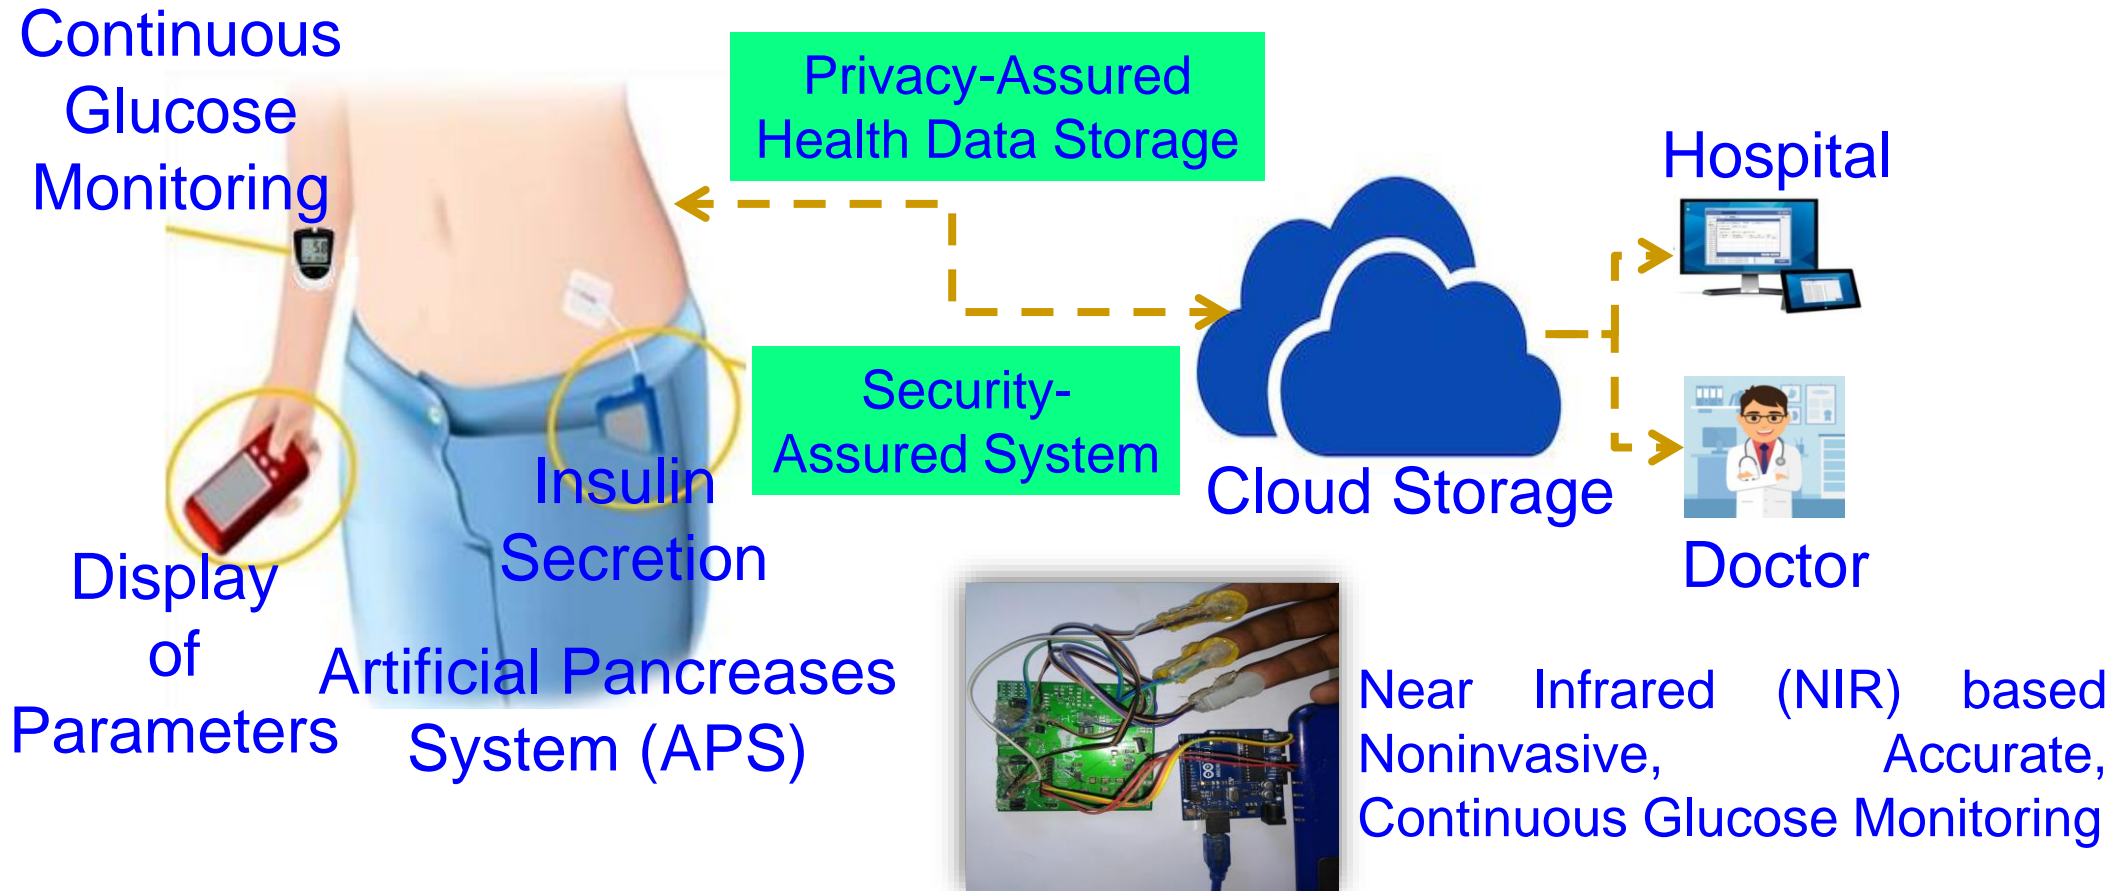 Continuous
Glucose
Monitoring
Privacy-Assured
Health Data Storage
Hospital
Security-
Assured System
Cloud Storage
Doctor
Insulin
Secretion
Display
of
Parameters
Artificial Pancreases
System (APS)
Near Infrared (NIR) based
Noninvasive, Accurate,
Continuous Glucose Monitoring